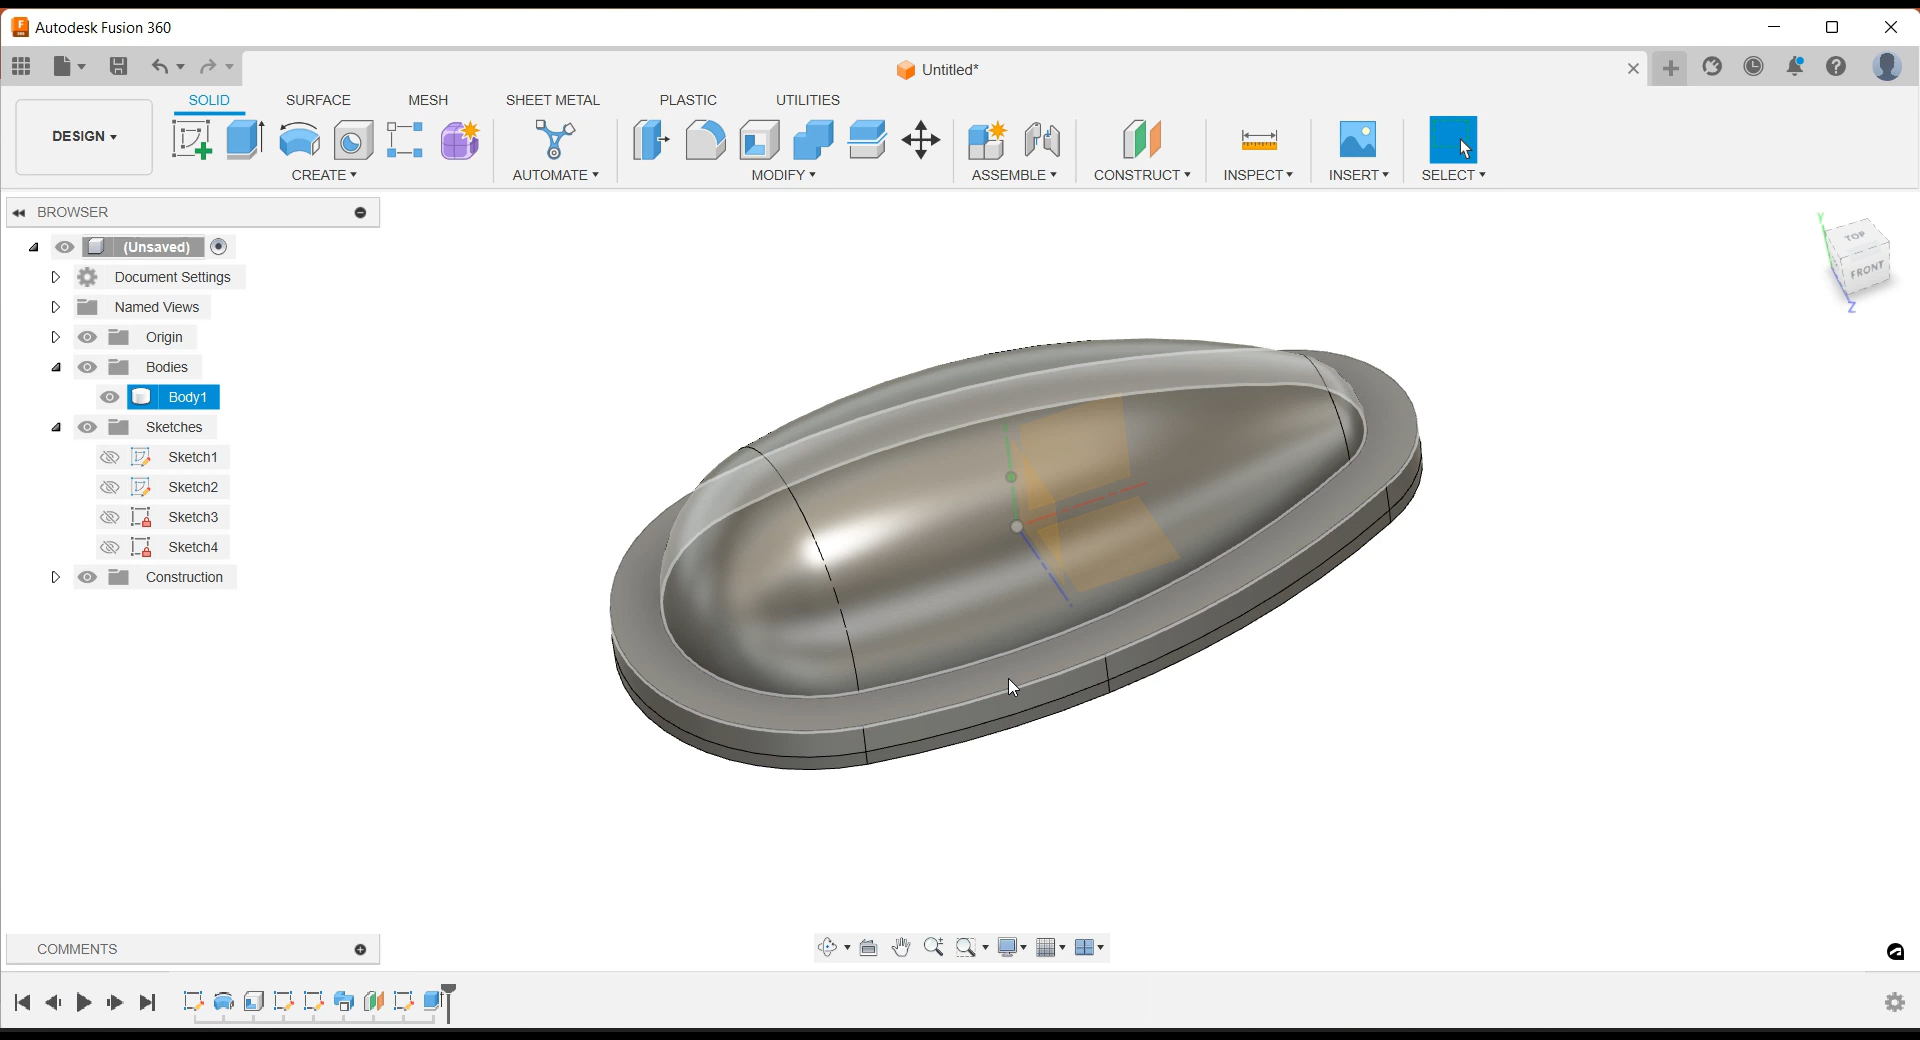 Autodesk Fusion 360
Untitled*
SOLID SURFACE MESH SHEET METAL PLASTIC UTILITIES
DESIGN
CREATE AUTOMATE MODIFY ASSEMBLE CONSTRUCT INSPECT INSERT SELECT
BROWSER
(Unsaved)
Document Settings
Named Views
Origin
Bodies
Body1
Sketches
Sketch1
Sketch2
Sketch3
Sketch4
Construction
Y
TOP
FRONT
Z
COMMENTS